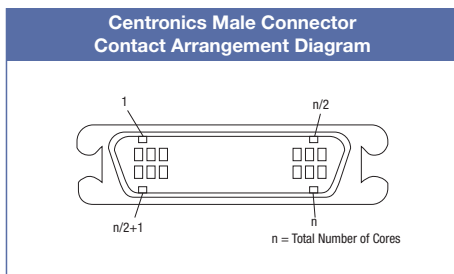 Centronics Male Connector
Contact Arrangement Diagram
1
n/2
n/2+1
n
n = Total Number of Cores